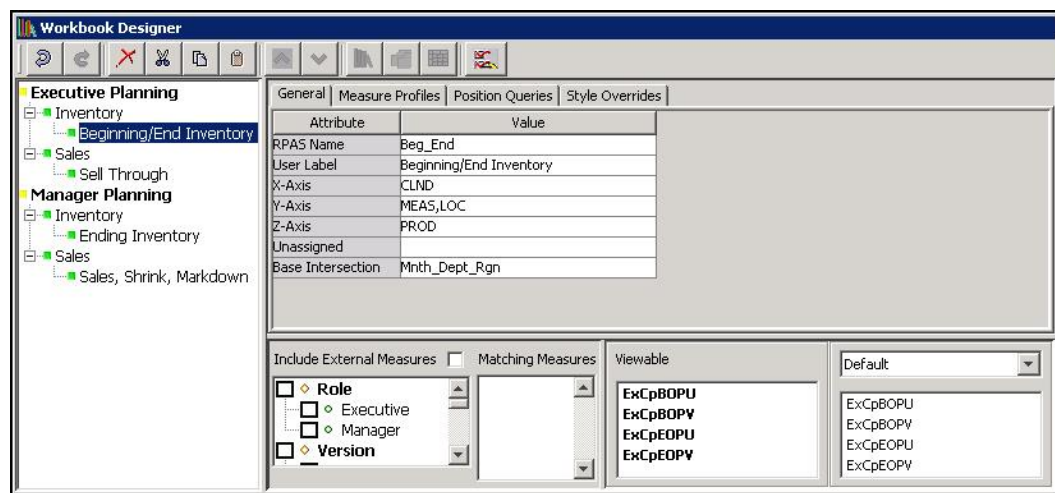 Workbook Designer
Executive Planning
Inventory
Beginning/End Inventory
Sales
Sell Through
Manager Planning
Inventory
Ending Inventory
Sales
Sales, Shrink, Markdown
General Measure Profiles Position Queries Style Overrides
Attribute Value
RPAS Name Beg_End
User Label Beginning/End Inventory
X-Axis CLND
Y-Axis MEAS,LOC
Z-Axis PROD
Unassigned
Base Intersection Mnth_Dept_Rgn
Include External Measures Matching Measures
Role
Executive
Manager
Version
Viewable
ExCpBOPU
ExCpBOPV
ExCpEOPU
ExCpEOPV
Default
ExCpBOPU
ExCpBOPV
ExCpEOPU
ExCpEOPV